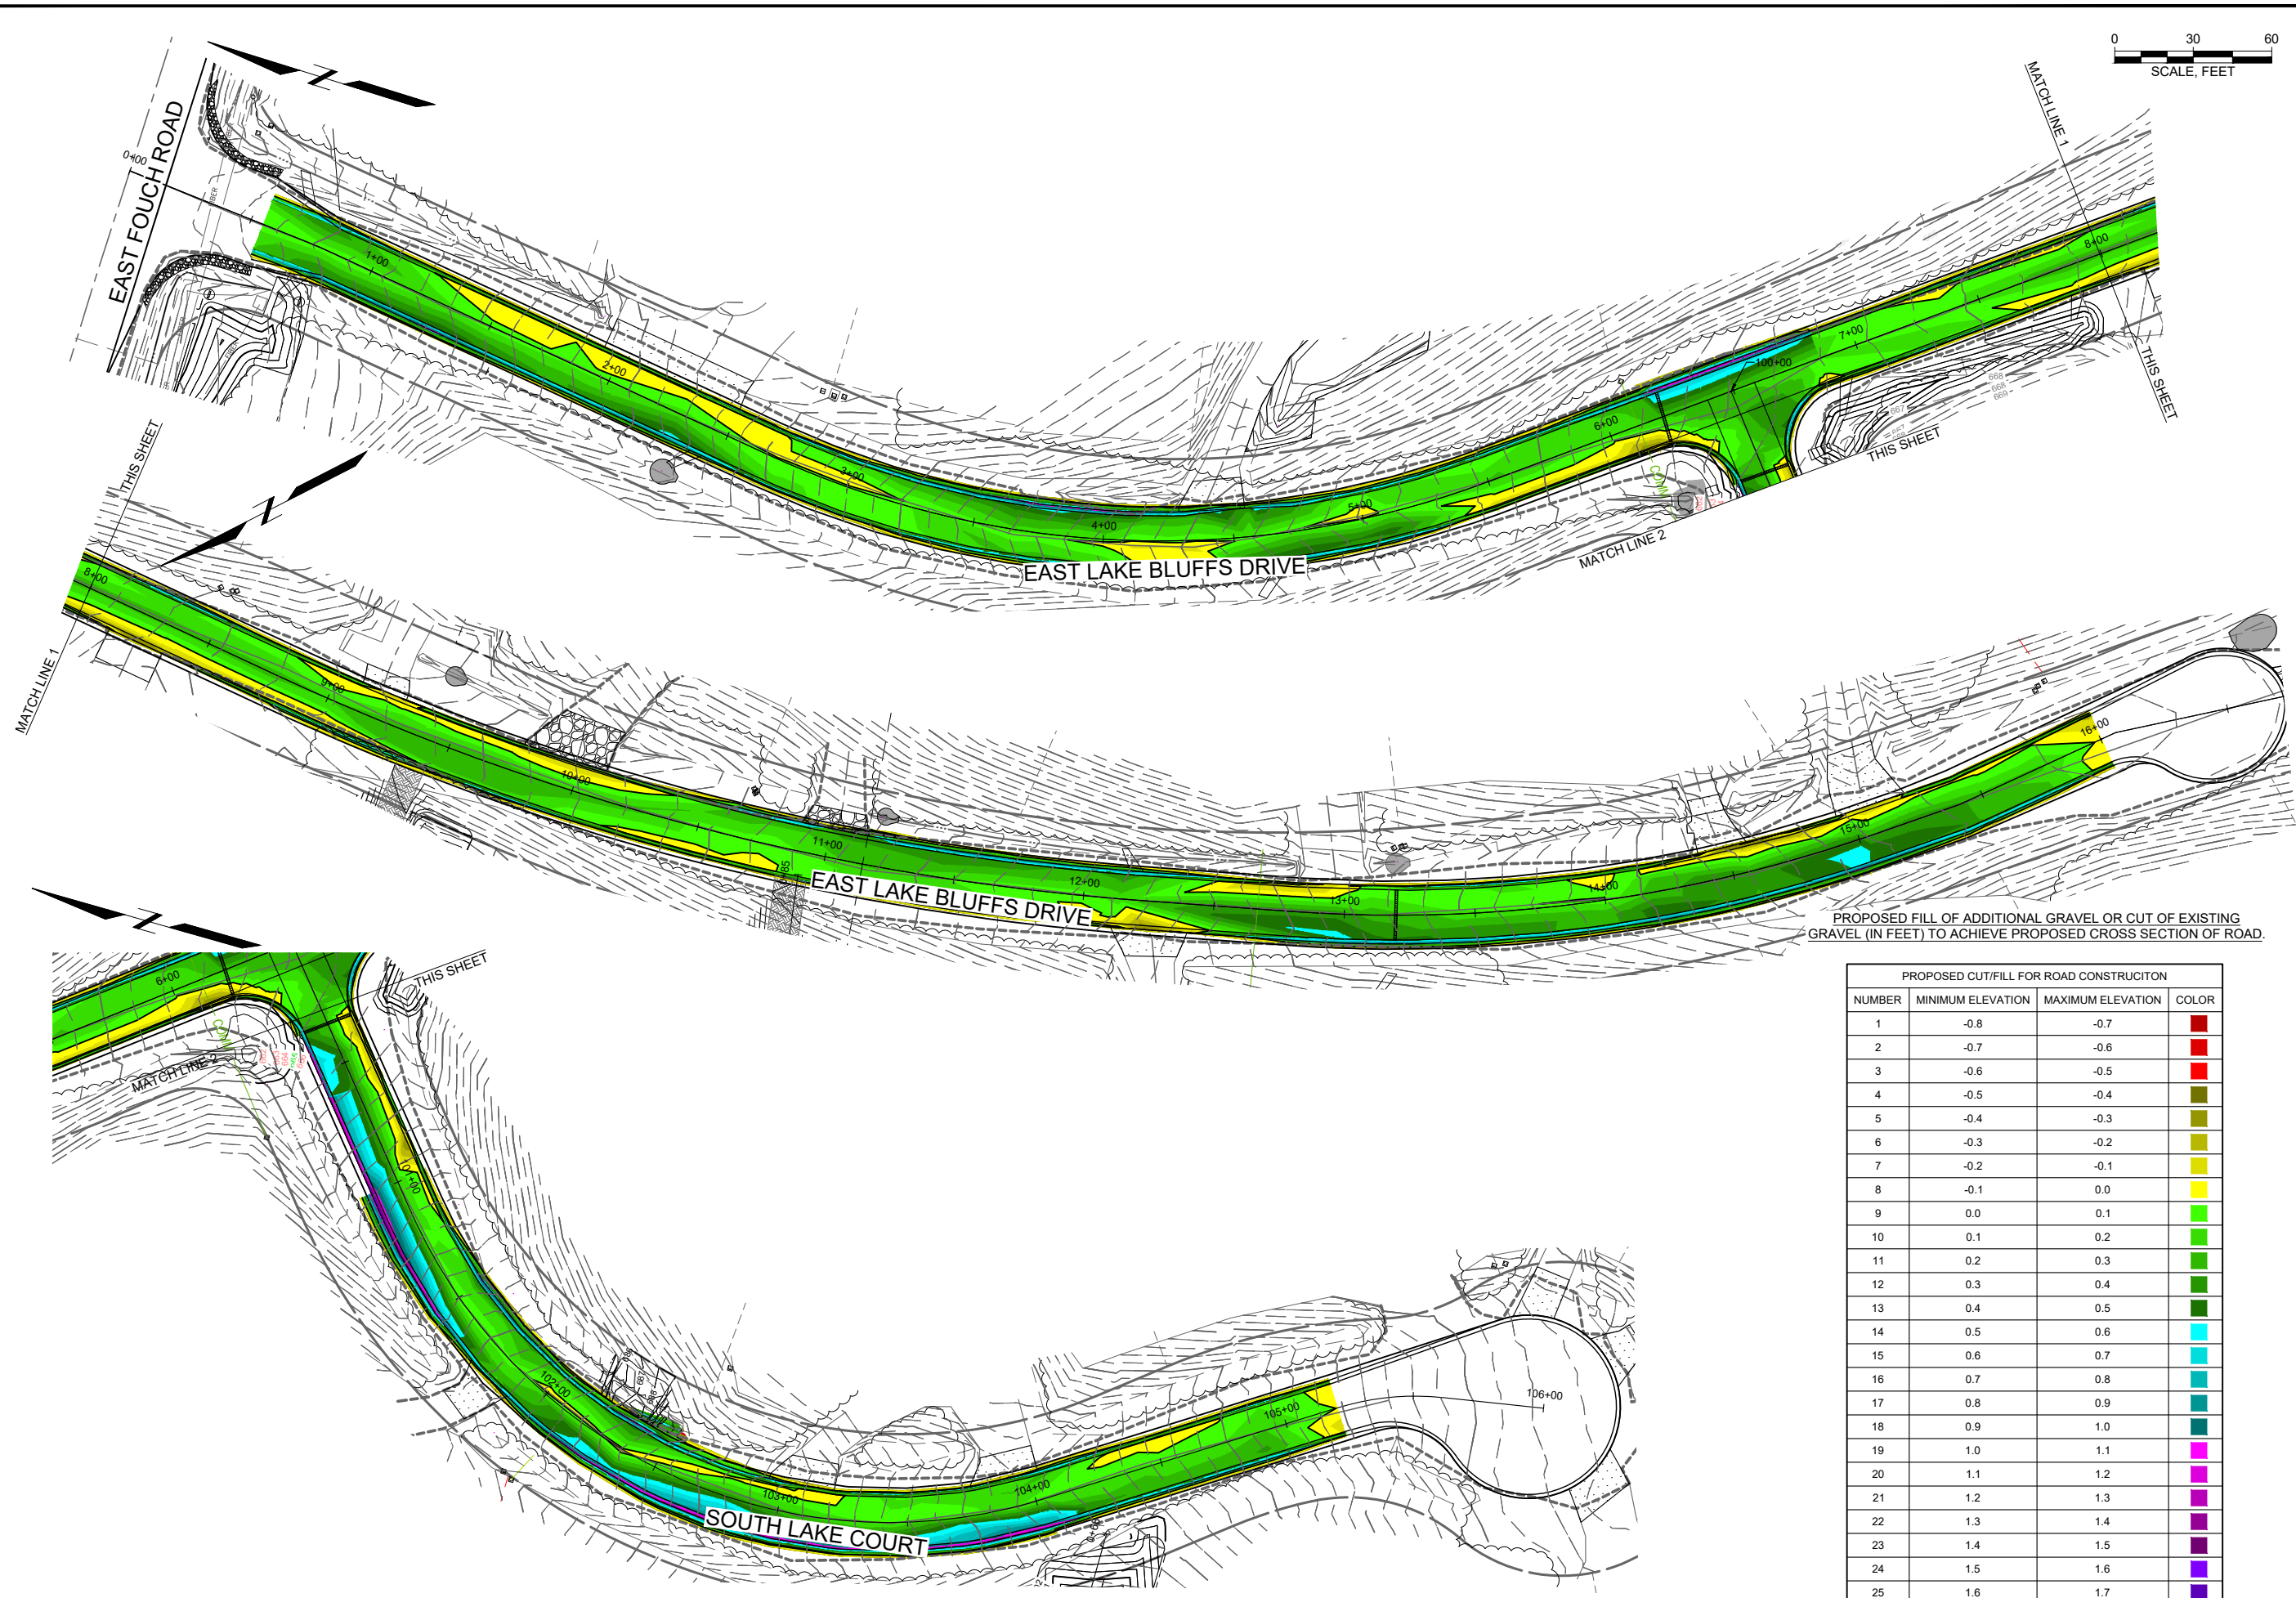 0 30 60
SCALE, FEET
MATCH LINE 1
EAST FOUCH ROAD
0+00
1+00
2+00
3+00
4+00
5+00
6+00
100+00
7+00
8+00
THIS SHEET
668
668
669
667
THIS SHEET
MATCH LINE 2
EAST LAKE BLUFFS DRIVE
THIS SHEET
MATCH LINE 1
8+00
9+00
10+00
11+00
12+00
13+00
14+00
15+00
16+00
EAST LAKE BLUFFS DRIVE
PROPOSED FILL OF ADDITIONAL GRAVEL OR CUT OF EXISTING
GRAVEL (IN FEET) TO ACHIEVE PROPOSED CROSS SECTION OF ROAD.
6+00
THIS SHEET
MATCH LINE 2
664
101+00
102+00
687
103+00
104+00
105+00
106+00
SOUTH LAKE COURT
PROPOSED CUT/FILL FOR ROAD CONSTRUCITON
NUMBER MINIMUM ELEVATION MAXIMUM ELEVATION COLOR
1 -0.8 -0.7
2 -0.7 -0.6
3 -0.6 -0.5
4 -0.5 -0.4
5 -0.4 -0.3
6 -0.3 -0.2
7 -0.2 -0.1
8 -0.1 0.0
9 0.0 0.1
10 0.1 0.2
11 0.2 0.3
12 0.3 0.4
13 0.4 0.5
14 0.5 0.6
15 0.6 0.7
16 0.7 0.8
17 0.8 0.9
18 0.9 1.0
19 1.0 1.1
20 1.1 1.2
21 1.2 1.3
22 1.3 1.4
23 1.4 1.5
24 1.5 1.6
25 1.6 1.7